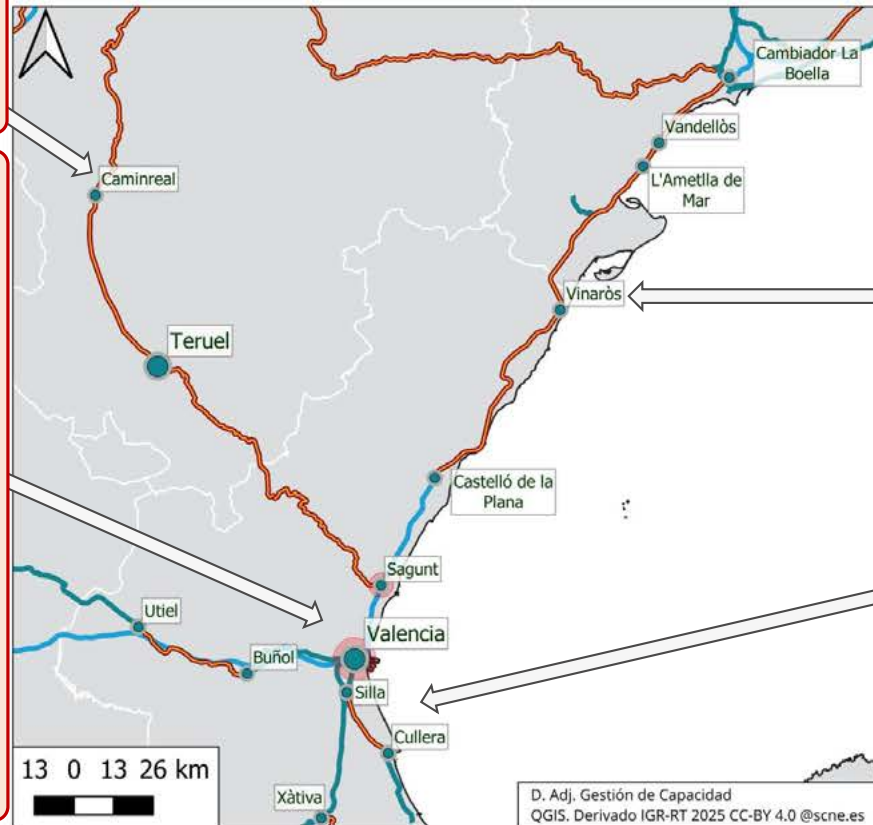 Cambiador La
Boella
Vandellòs
L'Ametlla de
Mar
Caminreal
Vinaròs
Teruel
Castelló de la
Plana
Sagunt
Utiel
Valencia
Buñol
Silla
Cullera
13 0 13 26 km
Xàtiva
D. Adj. Gestión de Capacidad
QGIS. Derivado IGR-RT 2025 CC-BY 4.0 @scne.es